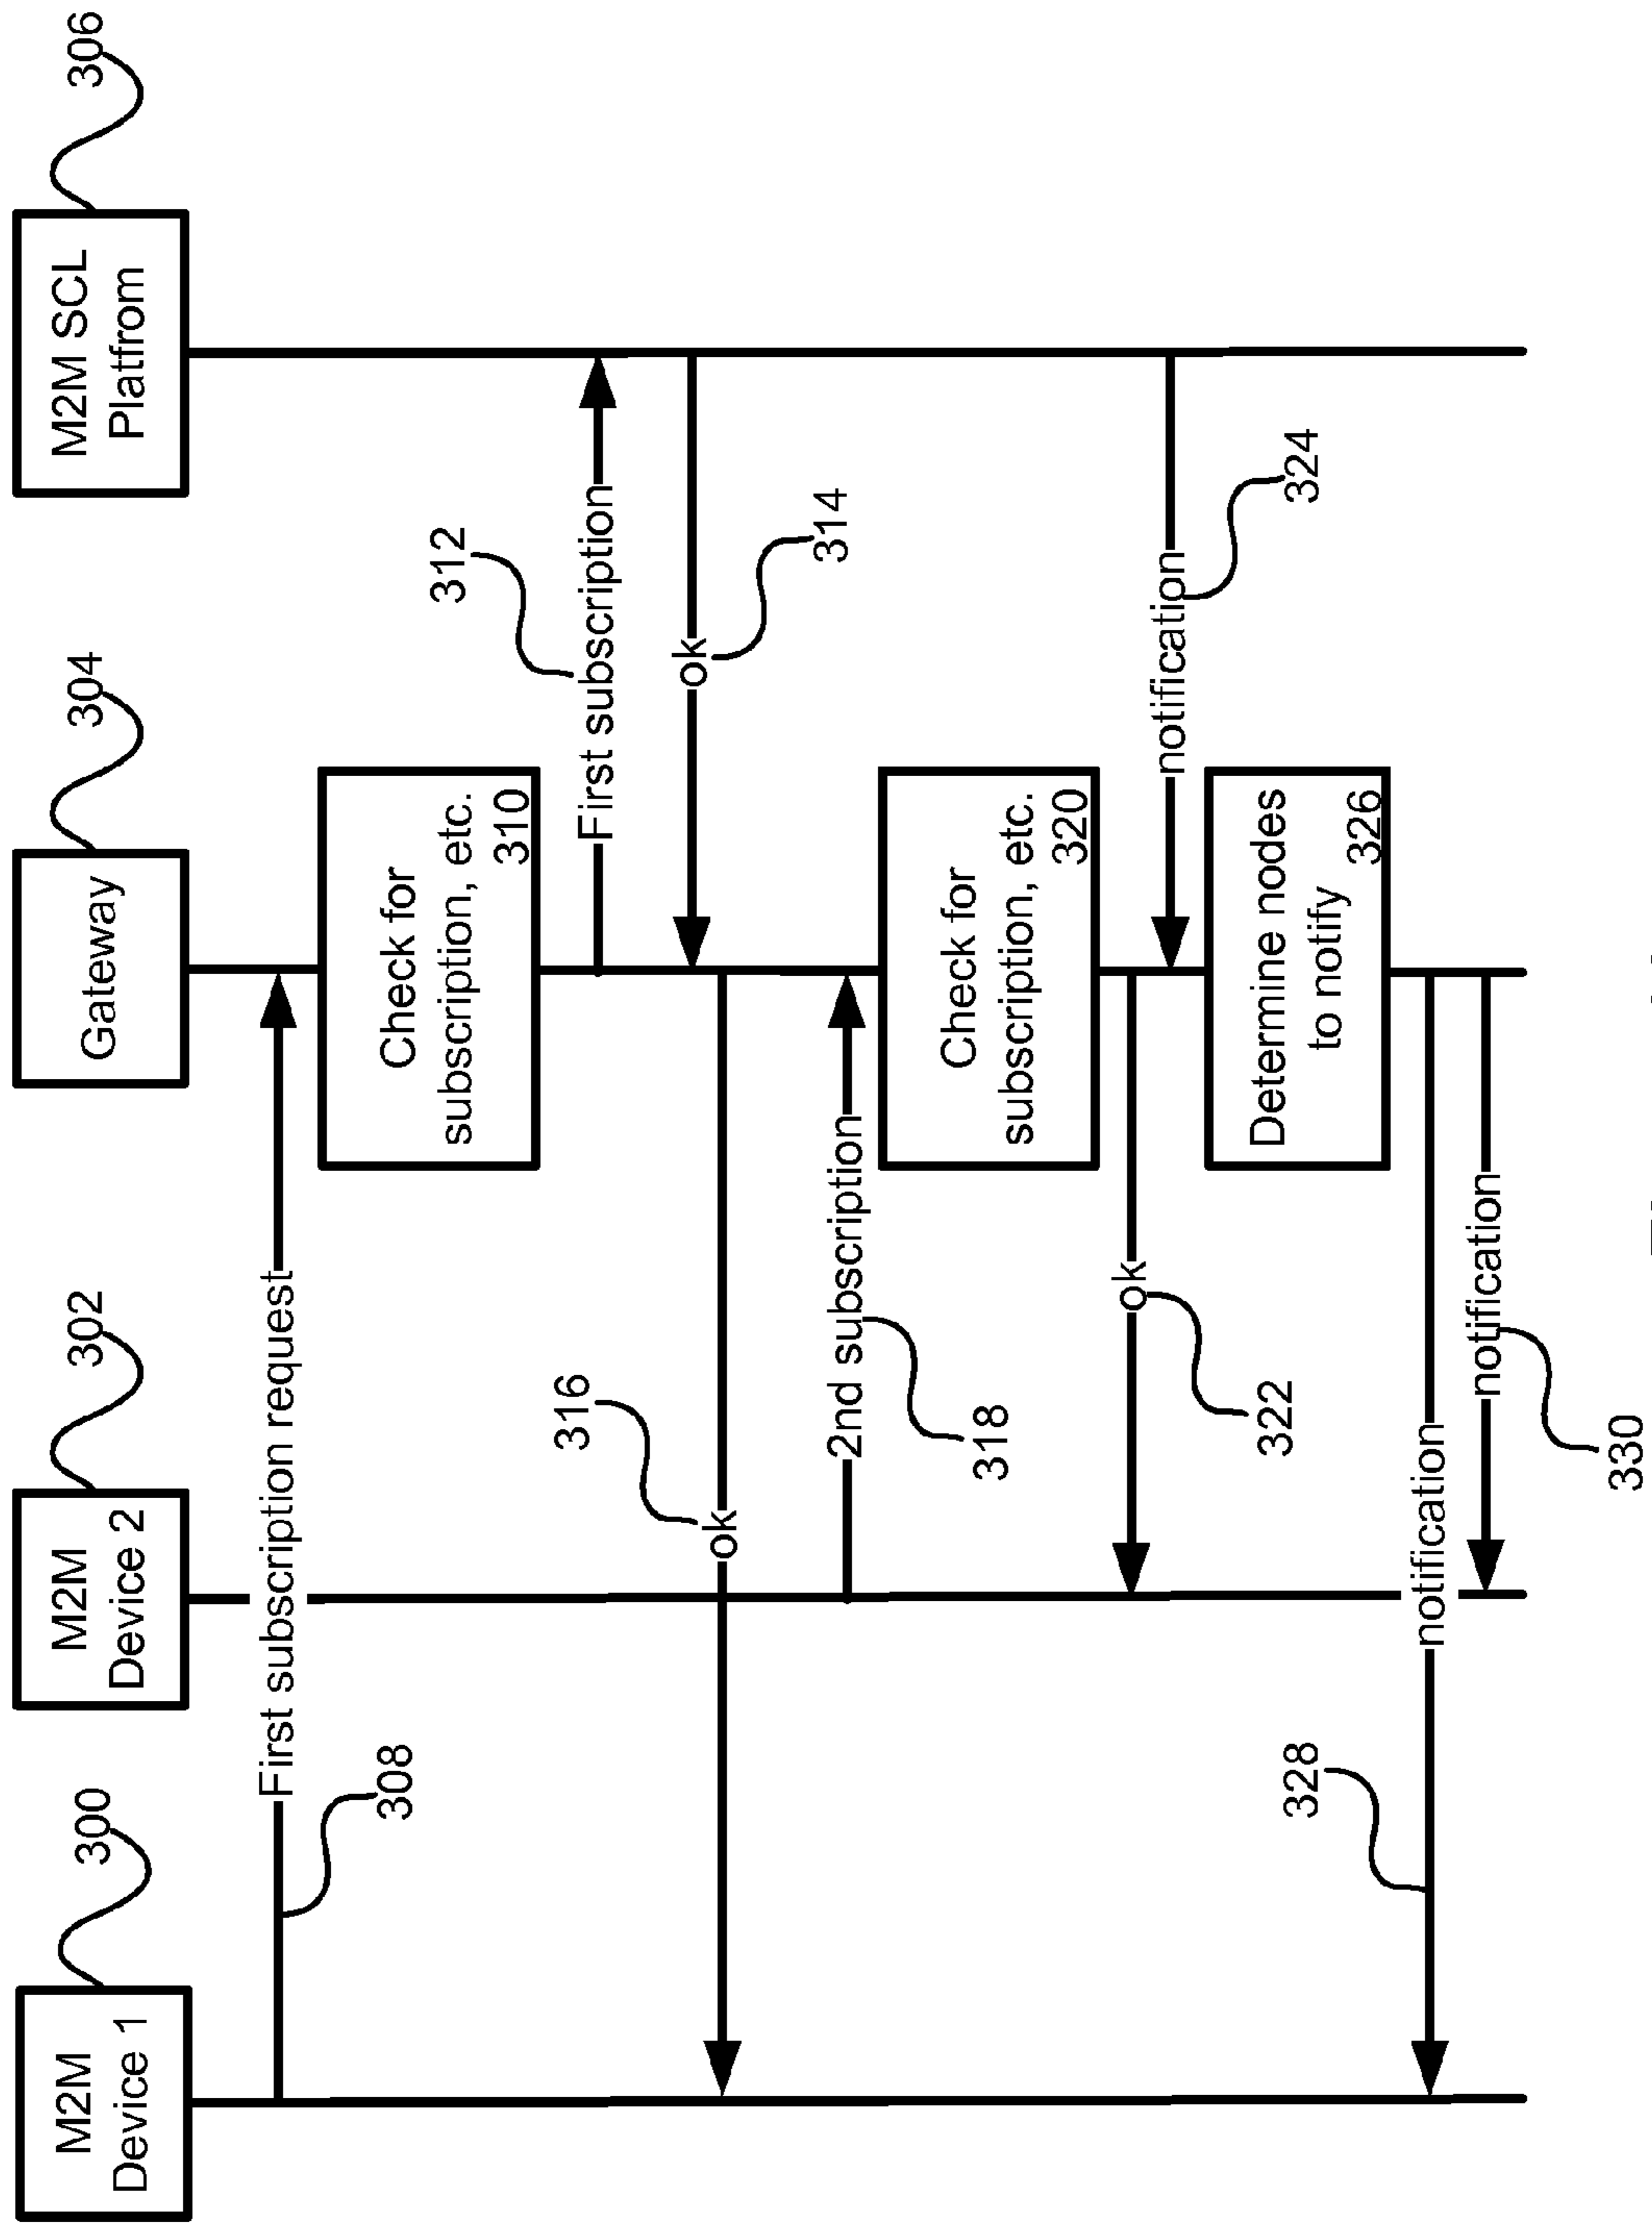 300
302
304
306
M2M
Device 1
M2M
Device 2
Gateway
M2M SCL
Platfrom
First subscription request
308
Check for
subscription, etc.
310
312
First subscription
ok
314
316
ok
2nd subscription
318
Check for
subscription, etc.
320
ok
322
notification
324
Determine nodes
to notify
326
328
notification
notification
330